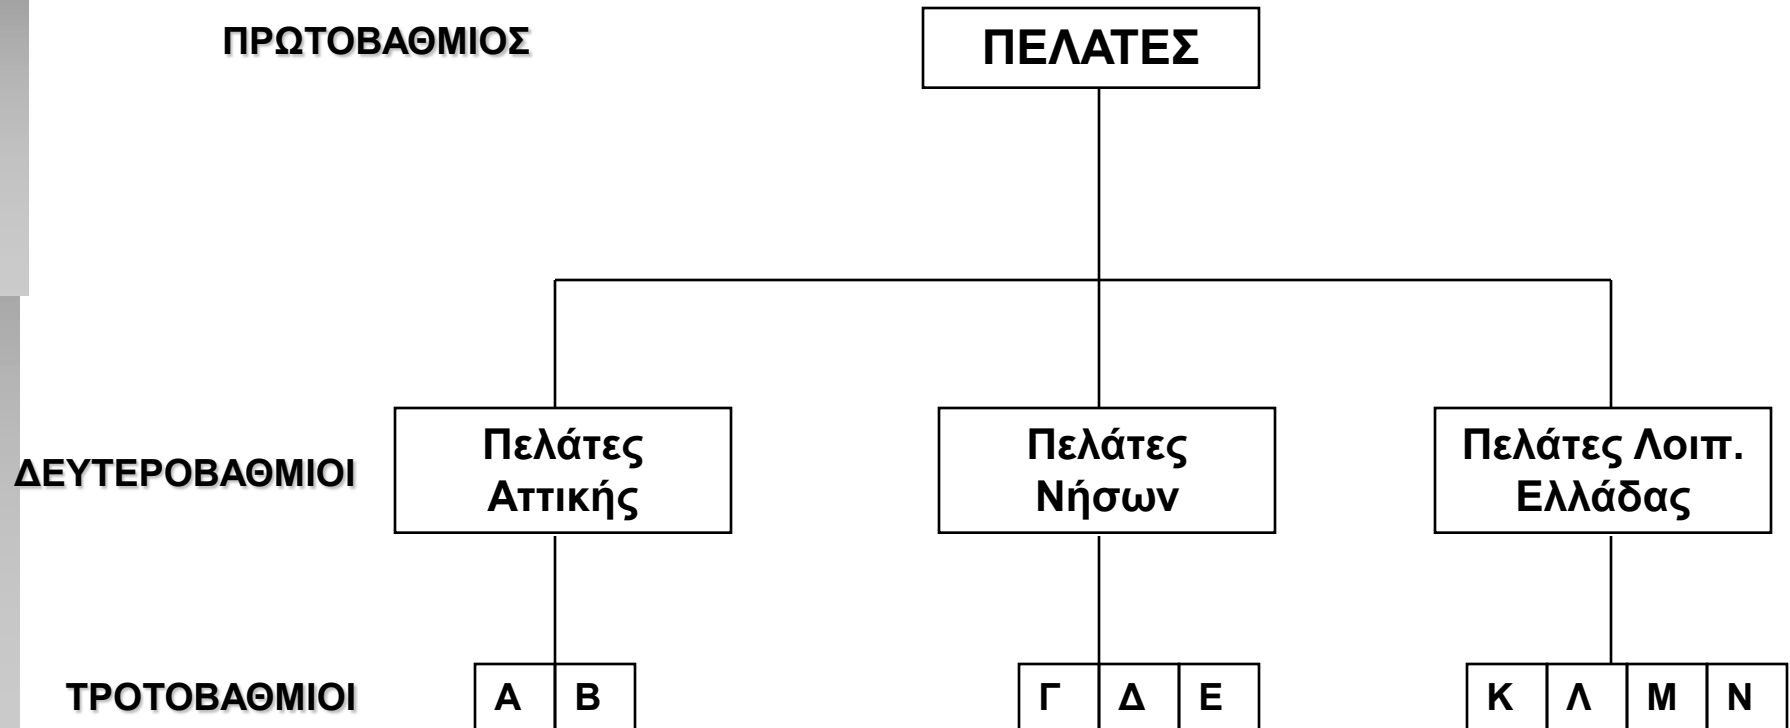 ΠΡΩΤΟΒΑΘΜΙΟΣ
ΠΕΛΑΤΕΣ
ΔΕΥΤΕΡΟΒΑΘΜΙΟΙ
Πελάτες
Αττικής
Πελάτες
Νήσων
Πελάτες Λοιπ.
Ελλάδας
ΤΡΟΤΟΒΑΘΜΙΟΙ
Α Β
Γ Δ Ε
Κ Λ Μ Ν